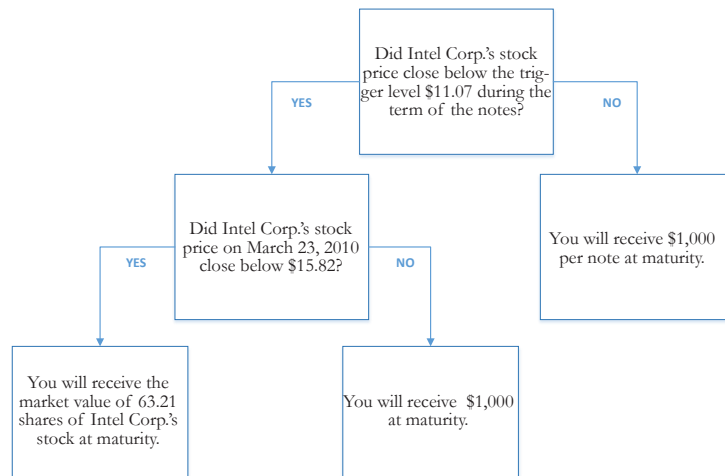 Did Intel Corp.'s stock
price close below the trig-
ger level $11.07 during the
term of the notes?
YES
NO
Did Intel Corp.'s stock
price on March 23, 2010
close below $15.82?
You will receive $1,000
per note at maturity.
YES
NO
You will receive the
market value of 63.21
shares of Intel Corp.'s
stock at maturity.
You will receive $1,000
at maturity.